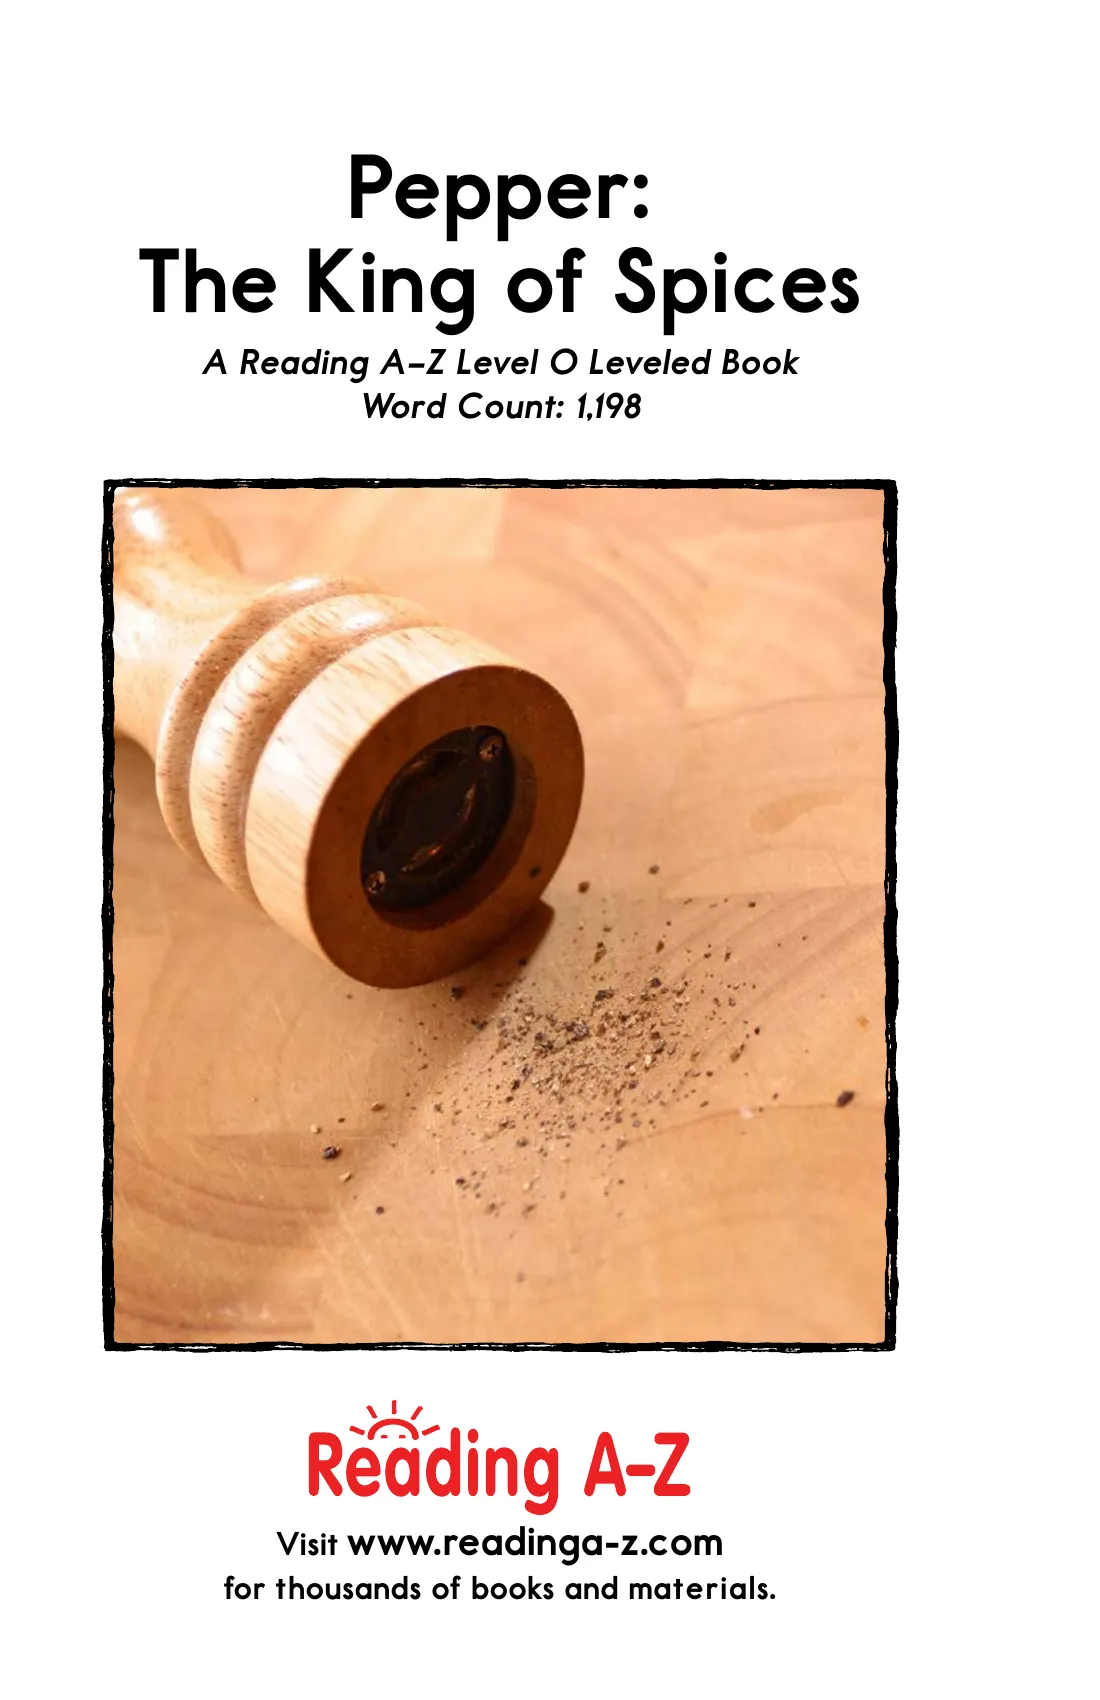 Pepper:
The King of Spices
A Reading A–Z Level O Leveled Book
Word Count: 1,198
Reading A–Z
Visit www.readinga-z.com
for thousands of books and materials.